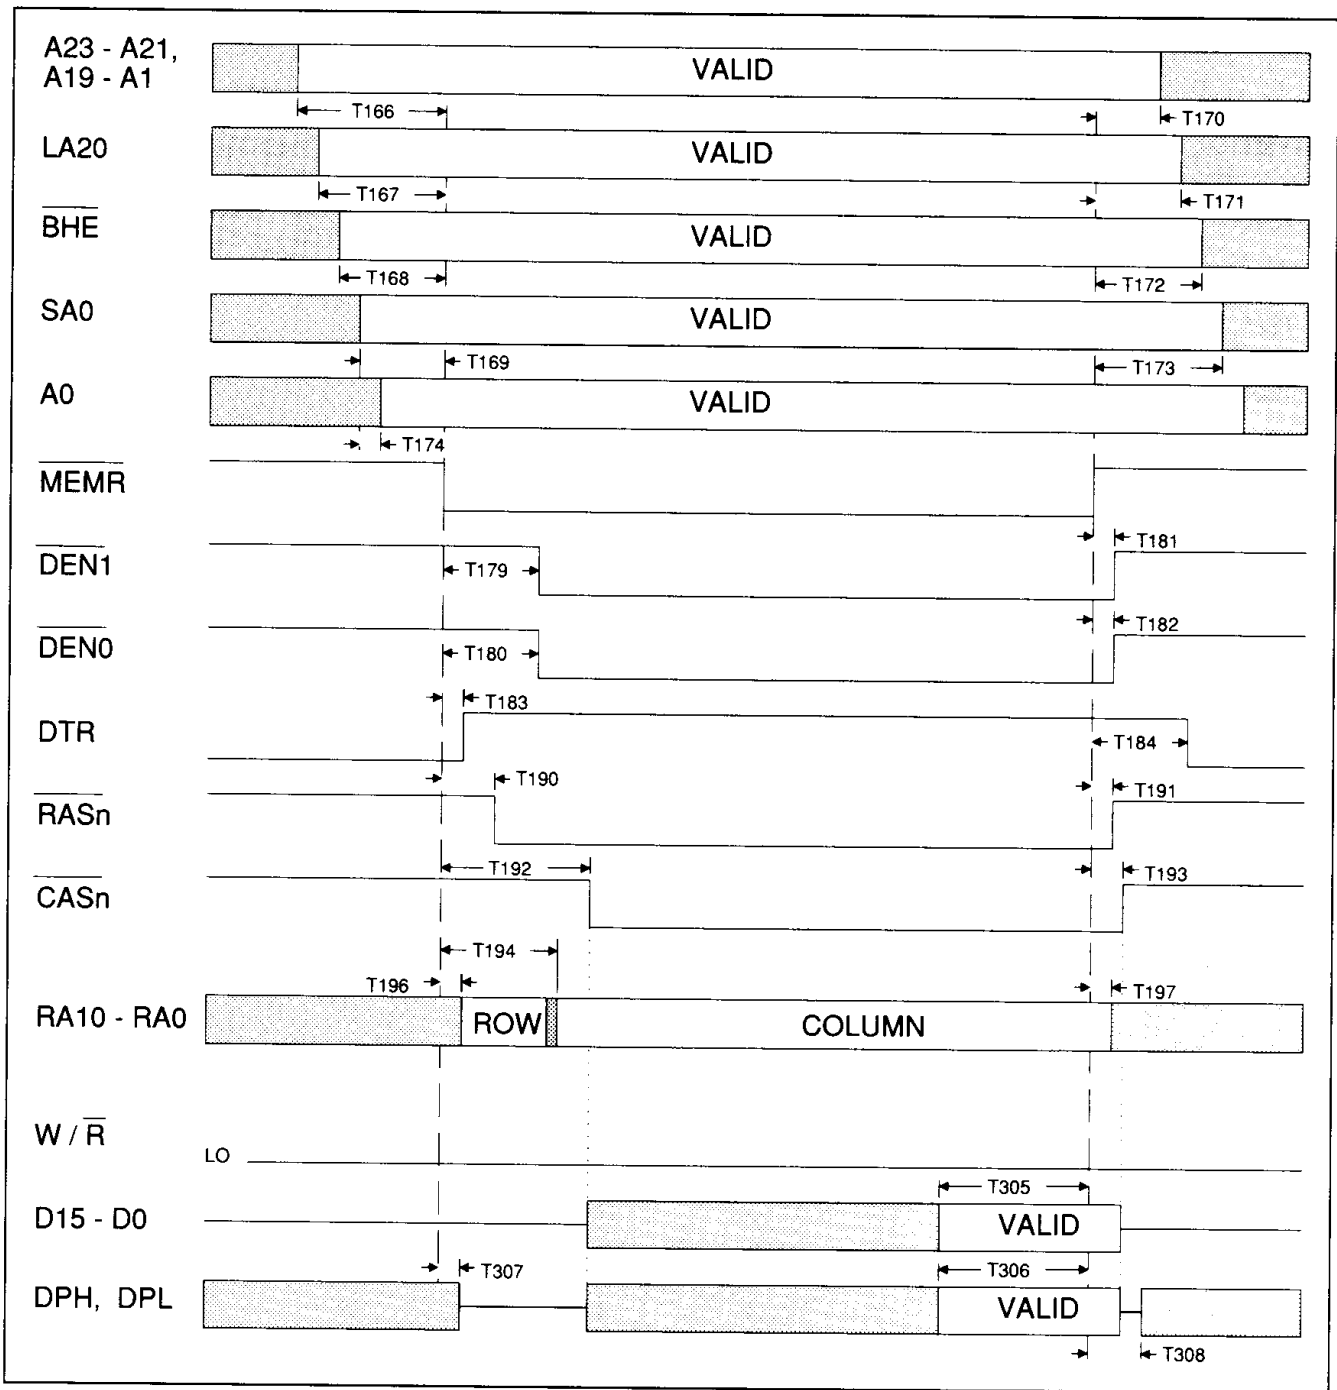 A23 - A21,
A19 - A1
VALID
T166
T170
LA20
VALID
T167
T171
BHE
VALID
T168
T172
SA0
VALID
T169
T173
A0
VALID
T174
MEMR
T181
DEN1
T179
T182
DEN0
T180
T183
DTR
T184
T190
T191
RASn
T192
T193
CASn
T194
T196
T197
RA10 - RA0
ROW
COLUMN
W / R
LO
T305
D15 - D0
VALID
T307
T306
DPH, DPL
VALID
T308